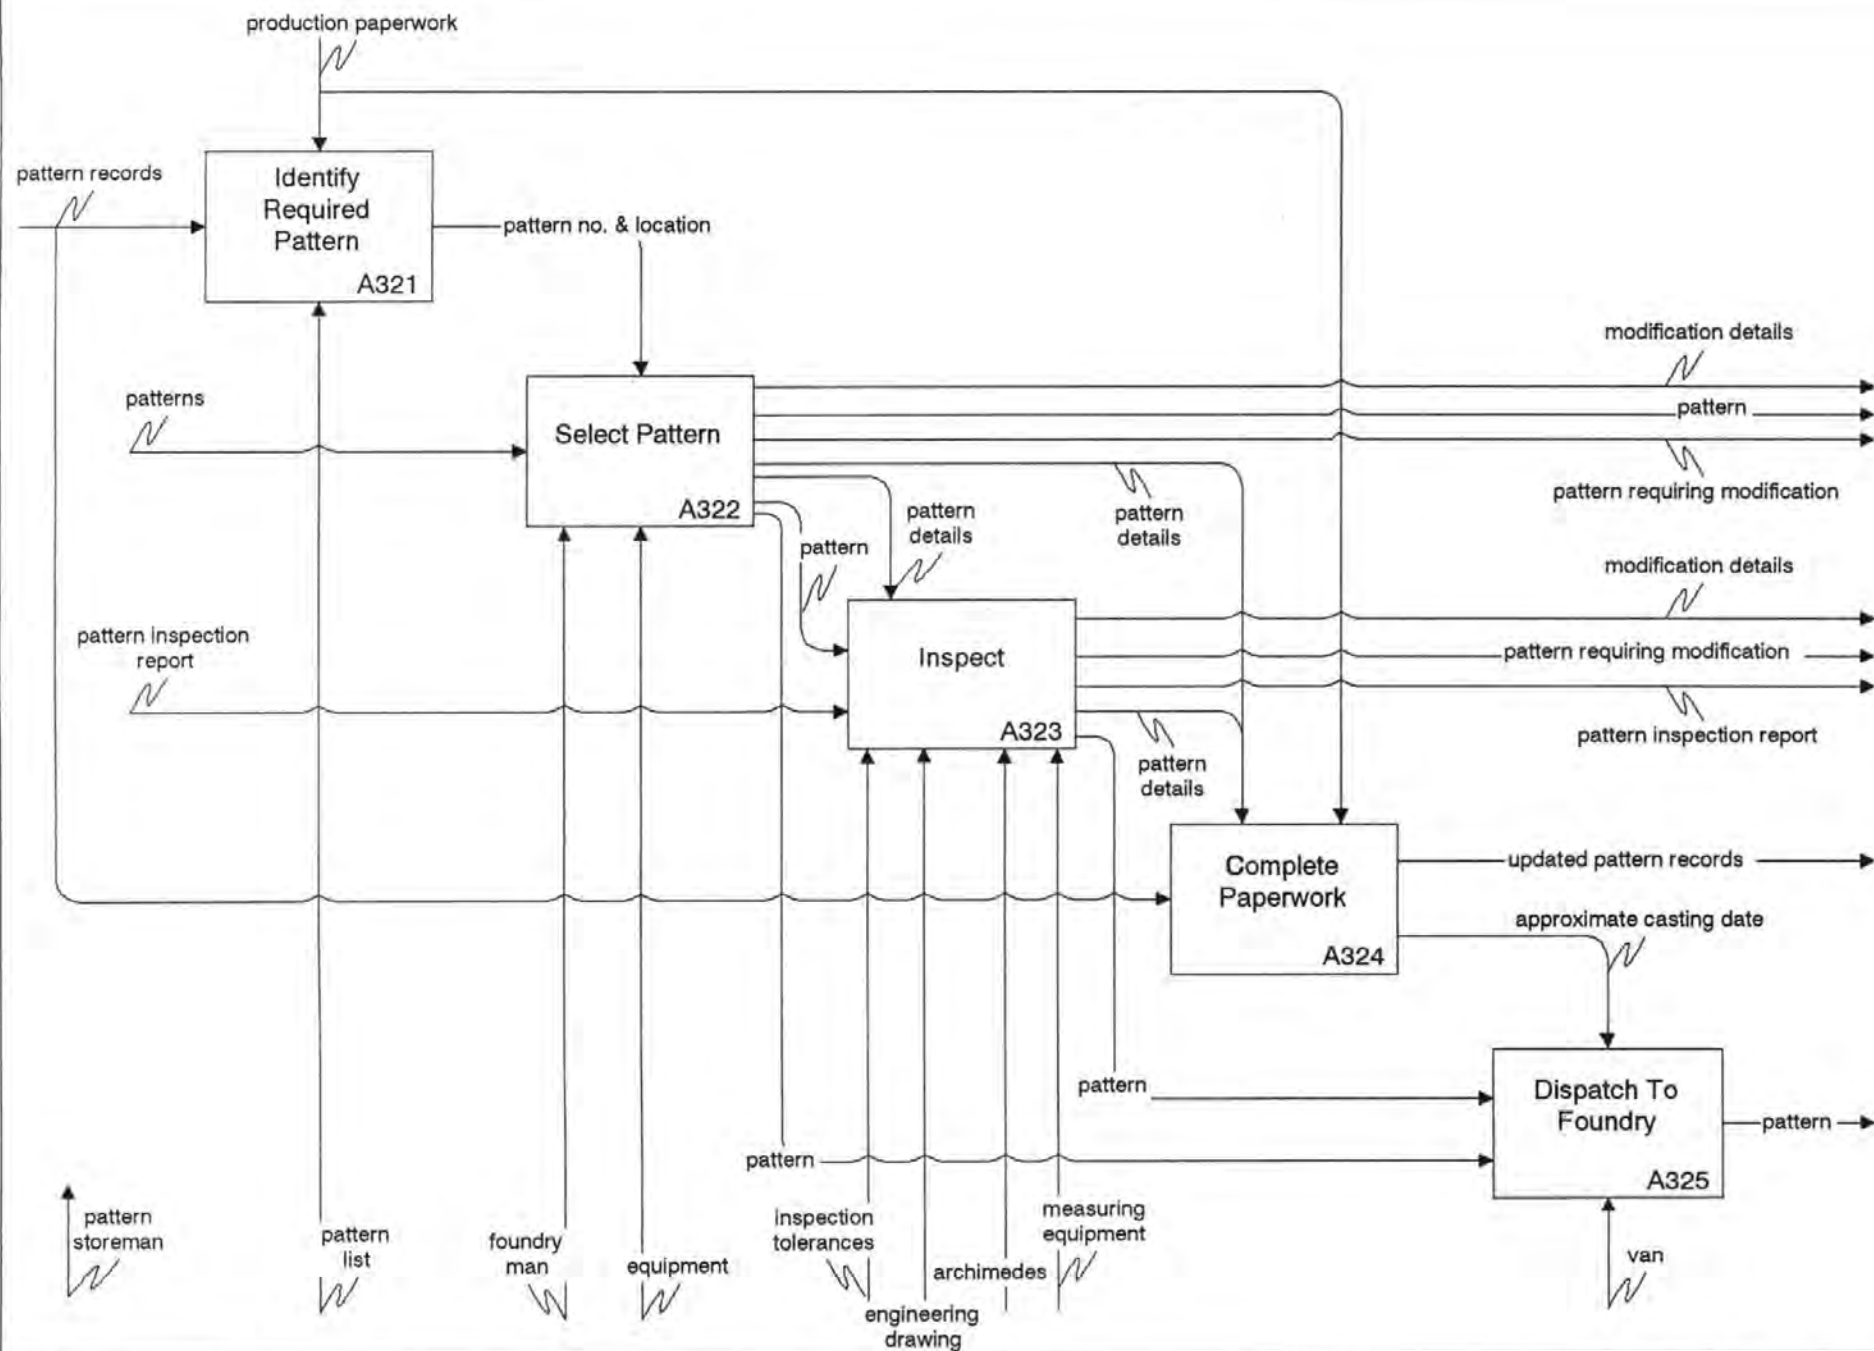 production paperwork
pattern records
Identify
Required
Pattern
A321
pattern no. & location
modification details
patterns
pattern
Select Pattern
A322
pattern requiring modification
pattern
details
pattern
details
pattern
modification details
pattern inspection
report
Inspect
A323
pattern requiring modification
pattern inspection report
pattern
details
Complete
Paperwork
A324
updated pattern records
approximate casting date
pattern
Dispatch To
Foundry
A325
pattern
pattern
pattern
storeman
pattern
list
foundry
man
equipment
inspection
tolerances
engineering
drawing
archimedes
measuring
equipment
van